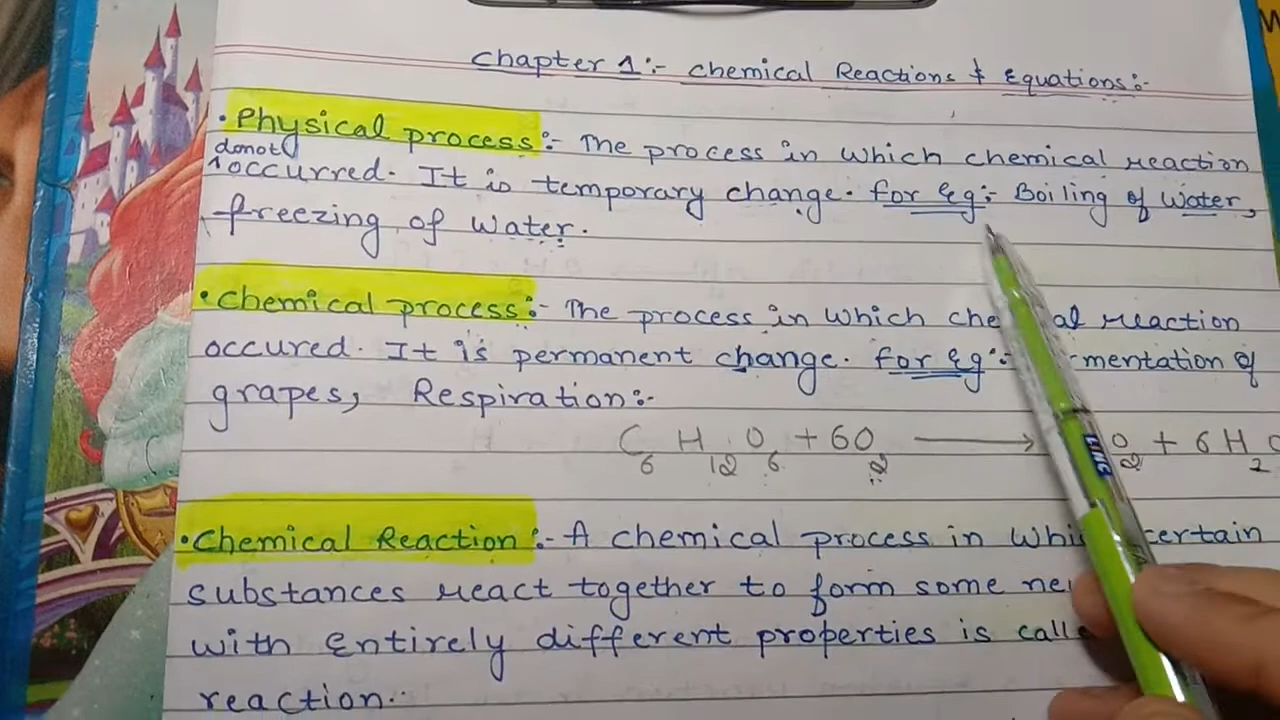 Chapter 1:- Chemical Reactions & Equations:-
• Physical process:- The process in which chemical reaction
donot
occurred. It is temporary change. for Eg:- Boiling of Water,
freezing of Water.
• Chemical process:- The process in which che al reaction
occured. It is permanent change. for Eg:- mentation of
grapes, Respiration:-
C6H12O6 + 6O2 → O2 + 6H2O
• Chemical Reaction:- A chemical process in whi certain
substances react together to form some ne
with Entirely different properties is calle
reaction.